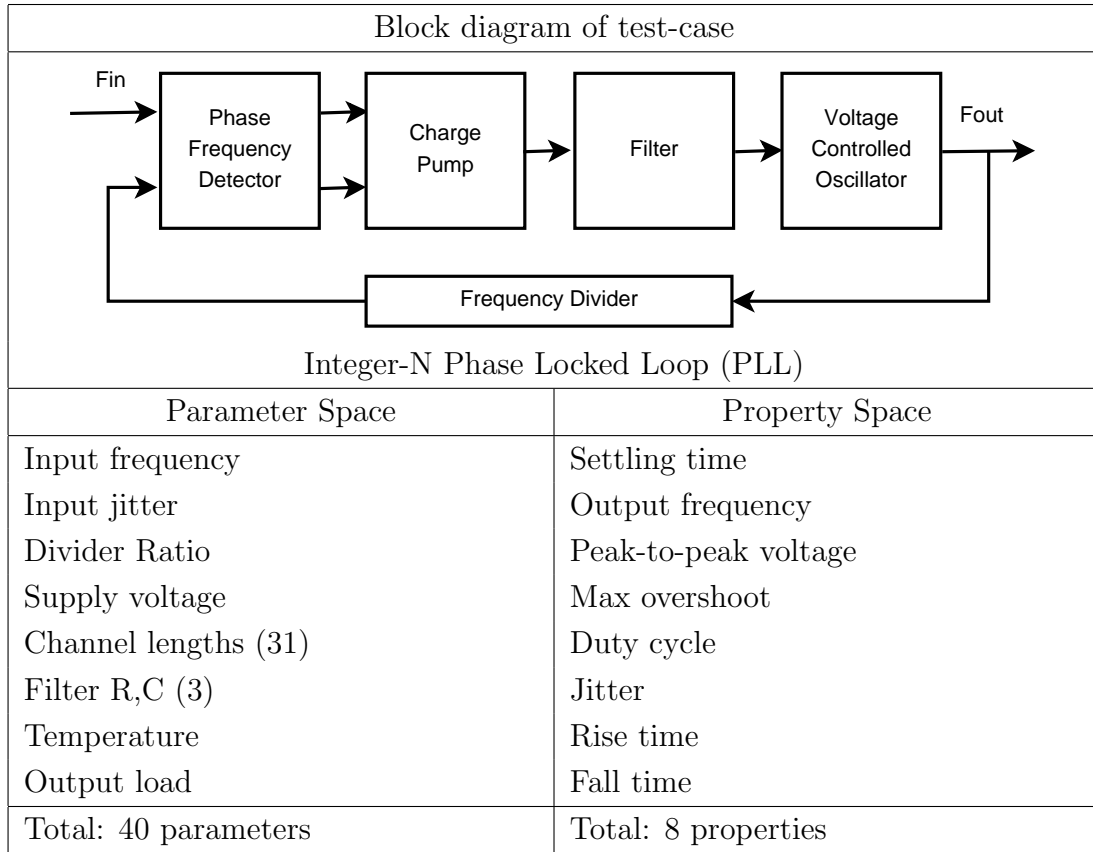 Block diagram of test-case
Fin
Phase
Frequency
Detector
Charge
Pump
Filter
Voltage
Controlled
Oscillator
Fout
Frequency Divider
Integer-N Phase Locked Loop (PLL)
Parameter Space
Property Space
Input frequency
Settling time
Input jitter
Output frequency
Divider Ratio
Peak-to-peak voltage
Supply voltage
Max overshoot
Channel lengths (31)
Duty cycle
Filter R,C (3)
Jitter
Temperature
Rise time
Output load
Fall time
Total: 40 parameters
Total: 8 properties